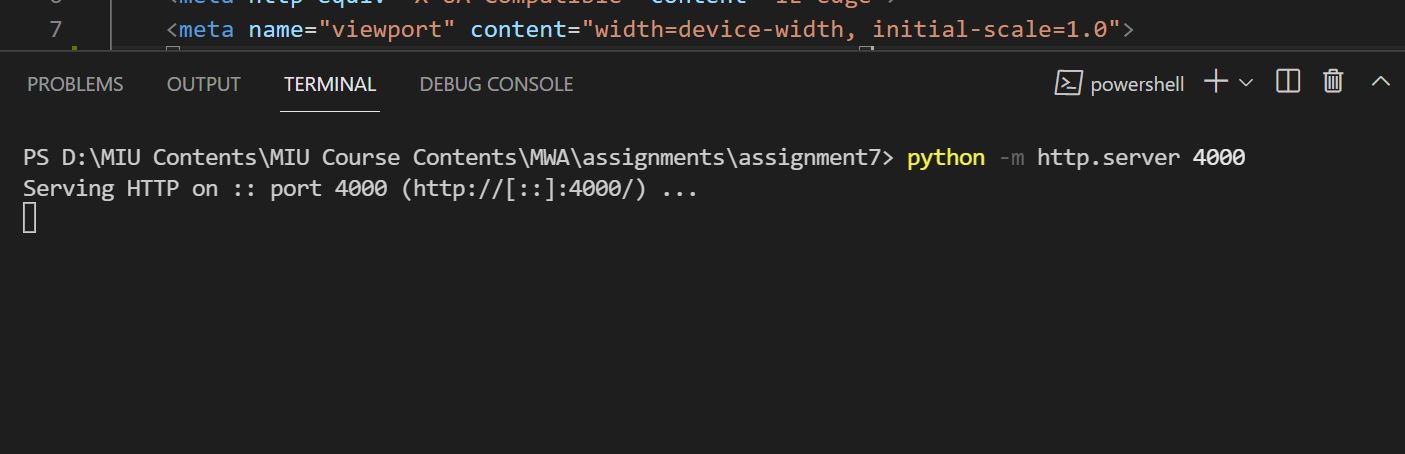 7 <meta name="viewport" content="width=device-width, initial-scale=1.0">
PROBLEMS OUTPUT TERMINAL DEBUG CONSOLE powershell
PS D:\MIU Contents\MIU Course Contents\MWA\assignments\assignment7> python -m http.server 4000
Serving HTTP on :: port 4000 (http://[::]:4000/) ...